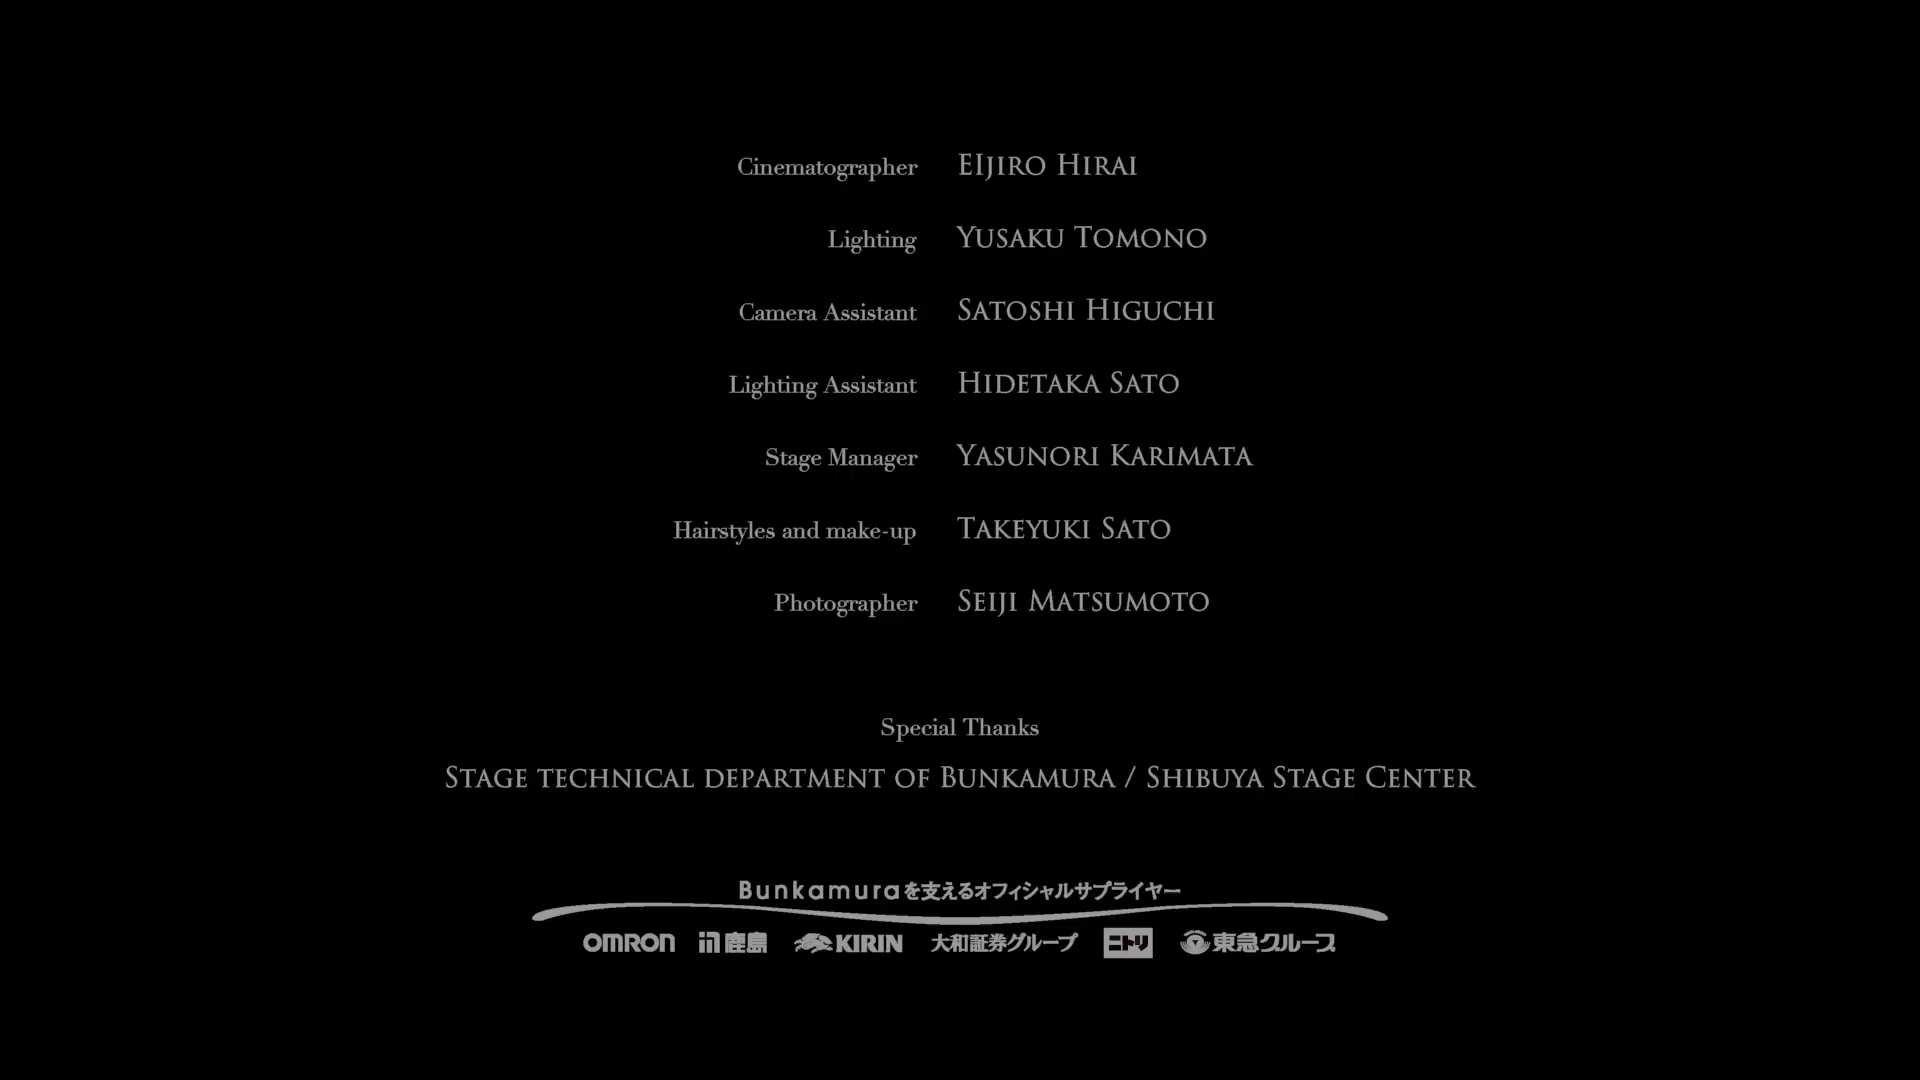 Cinematographer EIJIRO HIRAI
Lighting YUSAKU TOMONO
Camera Assistant SATOSHI HIGUCHI
Lighting Assistant HIDETAKA SATO
Stage Manager YASUNORI KARIMATA
Hairstyles and make-up TAKEYUKI SATO
Photographer SEIJI MATSUMOTO
Special Thanks
STAGE TECHNICAL DEPARTMENT OF BUNKAMURA / SHIBUYA STAGE CENTER
Bunkamuraを支えるオフィシャルサプライヤー
OMRON 鹿島 KIRIN 大和証券グループ ニトリ 東急グループ